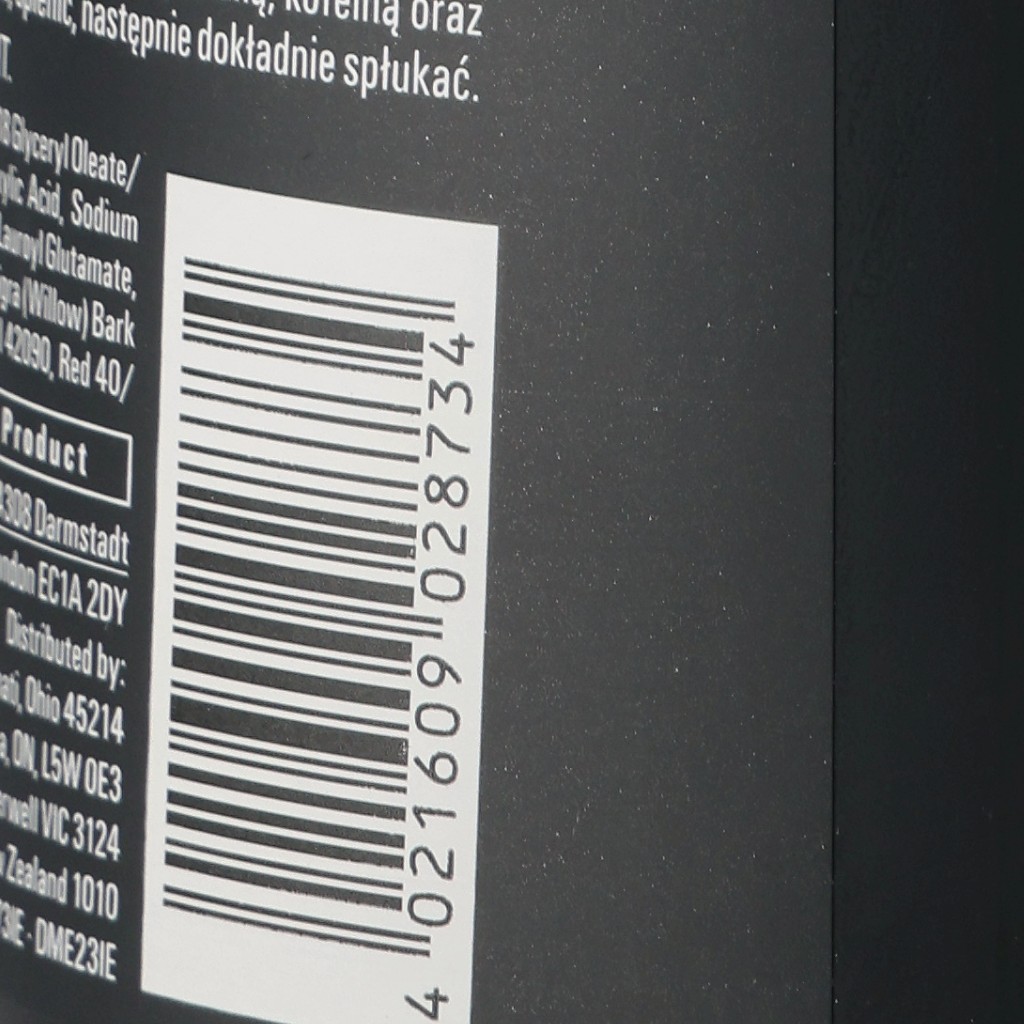 oraz
następnie dokładnie spłukać.
Glyceryl Oleate/
Acid, Sodium
Lauroyl Glutamate,
(Willow) Bark
42090, Red 40/
Product
Darmstadt
EC1A 2DY
Distributed by:
Ohio 45214
ON, L5W 0E3
VIC 3124
Zealand 1010
DME23IE
4 021609 028734